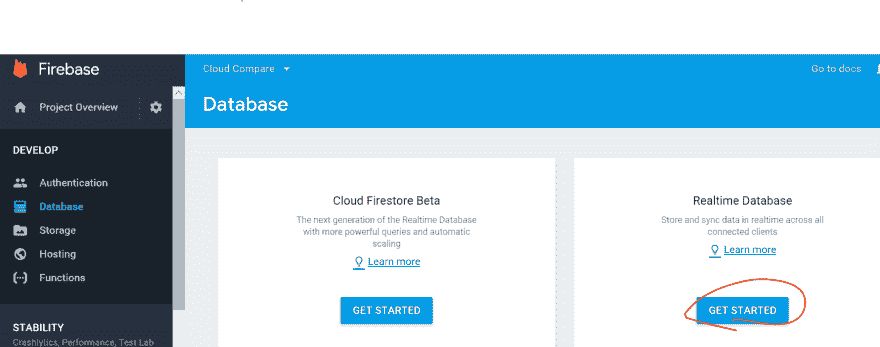 Firebase
Cloud Compare
Go to docs
Project Overview
Database
DEVELOP
Authentication
Database
Storage
Hosting
Functions
STABILITY
Crashlytics, Performance, Test Lab
Cloud Firestore Beta
The next generation of the Realtime Database
with more powerful queries and automatic
scaling
Learn more
GET STARTED
Realtime Database
Store and sync data in realtime across all
connected clients
Learn more
GET STARTED